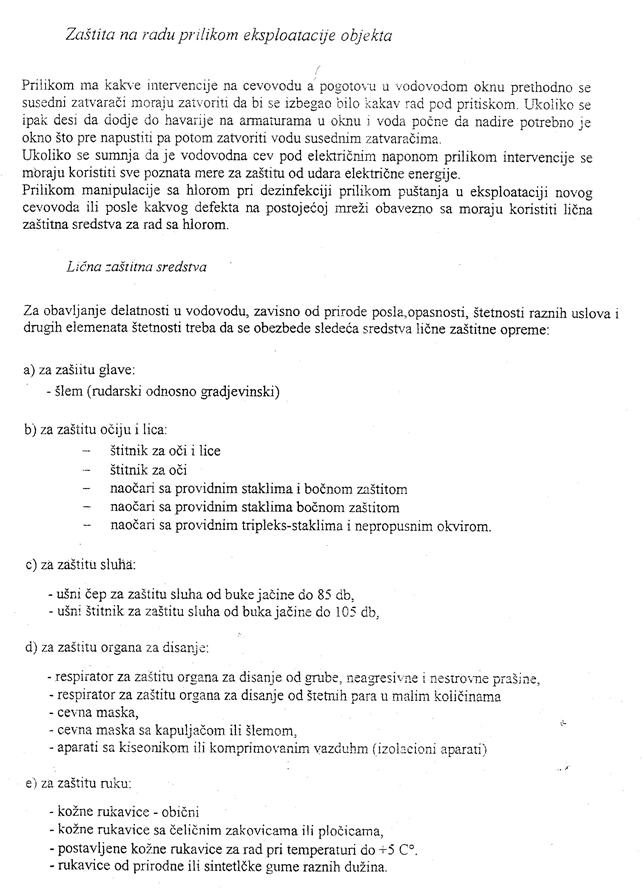 Zaštita na radu prilikom eksploatacije objekta
Prilikom ma kakve intervencije na cevovodu a pogotovu u vodovodom oknu prethodno se
susedni zatvarači moraju zatvoriti da bi se izbegao bilo kakav rad pod pritiskom. Ukoliko se
ipak desi da dodje do havarije na armaturama u oknu i voda počne da nadire potrebno je
okno što pre napustiti pa potom zatvoriti vodu susednim zatvaračima.
Ukoliko se sumnja da je vodovodna cev pod električnim naponom prilikom intervencije se
moraju koristiti sve poznata mere za zaštitu od udara električne energije.
Prilikom manipulacije sa hlorom pri dezinfekciji prilikom puštanja u eksploataciji novog
cevovoda ili posle kakvog defekta na postojećoj mreži obavezno sa moraju koristiti lična
zaštitna sredstva za rad sa hlorom.
Lična zaštitna sredstva
Za obavljanje delatnosti u vodovodu, zavisno od prirode posla,opasnosti, štetnosti raznih uslova i
drugih elemenata štetnosti treba da se obezbede sledeća sredstva lične zaštitne opreme:
a) za zašiitu glave:
- šlem (rudarski odnosno gradjevinski)
b) za zaštitu očiju i lica:
– štitnik za oči i lice
– štitnik za oči
– naočari sa providnim staklima i bočnom zaštitom
– naočari sa providnim staklima bočnom zaštitom
– naočari sa providnim tripleks-staklima i nepropusnim okvirom.
c) za zaštitu sluha:
- ušni čep za zaštitu sluha od buke jačine do 85 db,
- ušni štitnik za zaštitu sluha od buka jačine do 105 db,
d) za zaštitu organa za disanje:
- respirator za zaštitu organa za disanje od grube, neagresivne i nestrovne prašine,
- respirator za zaštitu organa za disanje od štetnih para u malim količinama
- cevna maska,
- cevna maska sa kapuljačom ili šlemom,
- aparati sa kiseonikom ili komprimovanim vazduhm (izolacioni aparati)
e) za zaštitu ruku:
- kožne rukavice - obični
- kožne rukavice sa čeličnim zakovicama ili pločicama,
- postavljene kožne rukavice za rad pri temperaturi do +5 C°.
- rukavice od prirodne ili sintetlčke gume raznih dužina.